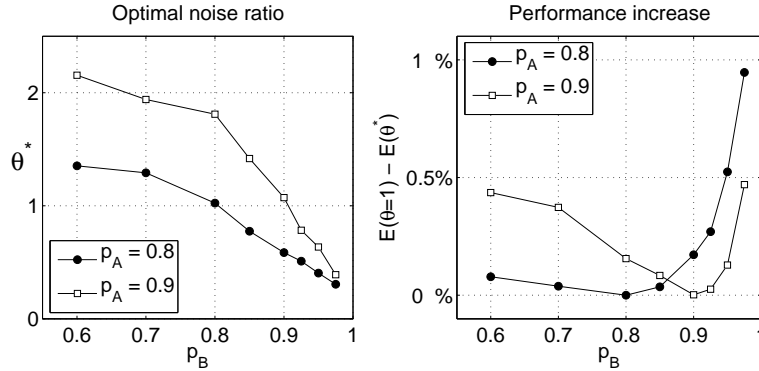 Optimal noise ratio
2
1
0
θ*
p_A = 0.8
p_A = 0.9
0.6 0.7 0.8 0.9 1
p_B
Performance increase
1 %
0.5%
0 %
E(θ=1) − E(θ*)
p_A = 0.8
p_A = 0.9
0.6 0.7 0.8 0.9 1
p_B